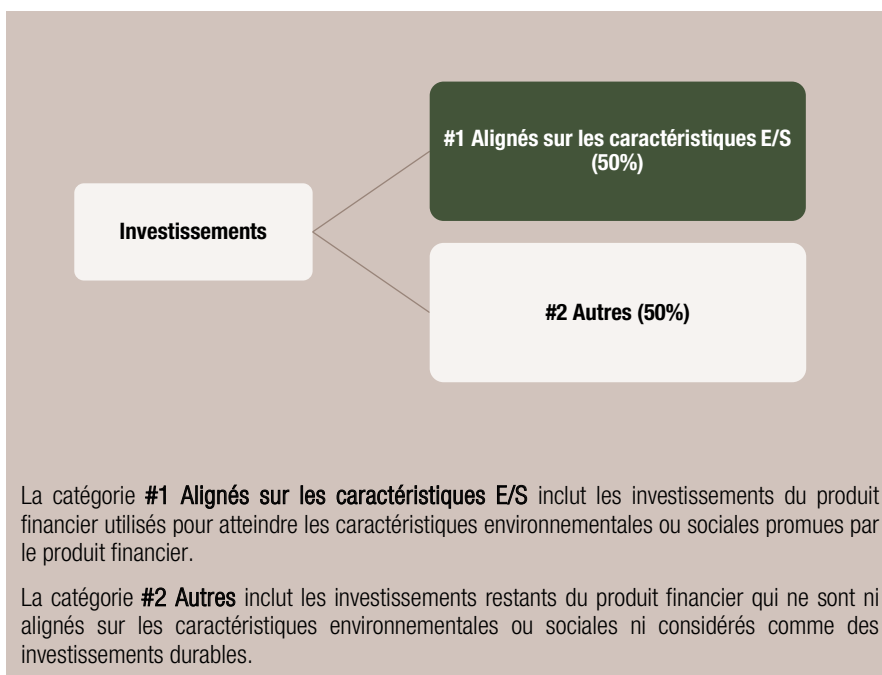 #1 Alignés sur les caractéristiques E/S
(50%)
Investissements
#2 Autres (50%)
La catégorie #1 Alignés sur les caractéristiques E/S inclut les investissements du produit
financier utilisés pour atteindre les caractéristiques environnementales ou sociales promues par
le produit financier.
La catégorie #2 Autres inclut les investissements restants du produit financier qui ne sont ni
alignés sur les caractéristiques environnementales ou sociales ni considérés comme des
investissements durables.